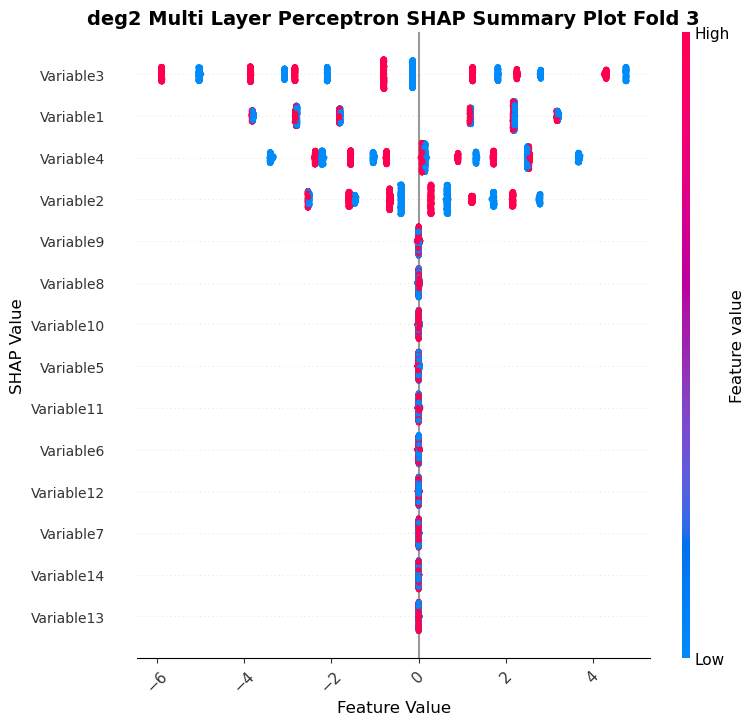 deg2 Multi Layer Perceptron SHAP Summary Plot Fold 3
High
Variable3
Variable1
Variable4
Variable2
Variable9
Variable8
Variable10
Variable5
Variable11
Variable6
Variable12
Variable7
Variable14
Variable13
SHAP Value
Feature value
Low
−6
−4
−2
0
2
4
Feature Value